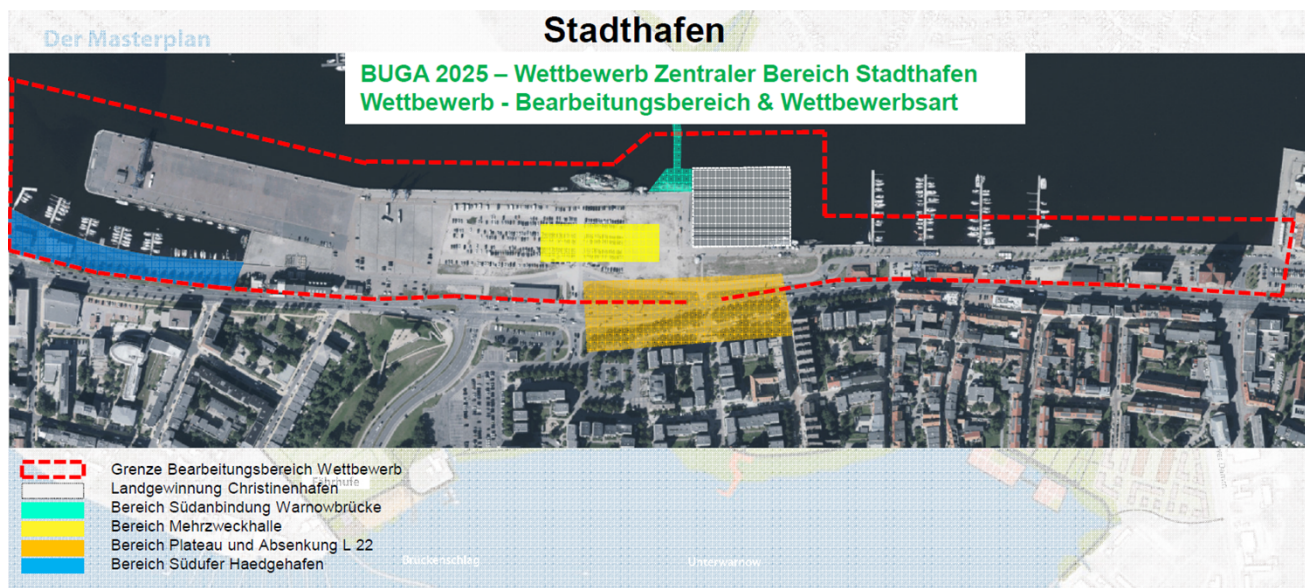 Stadthafen
Der Masterplan
BUGA 2025 – Wettbewerb Zentraler Bereich Stadthafen
Wettbewerb - Bearbeitungsbereich & Wettbewerbsart
Grenze Bearbeitungsbereich Wettbewerb
Fährhufe
Landgewinnung Christinenhafen
Bereich Südanbindung Warnowbrücke
Bereich Mehrzweckhalle
Bereich Plateau und Absenkung L 22
Bereich Südufer Haedgehafen
Brückenschlag
Unterwarnow